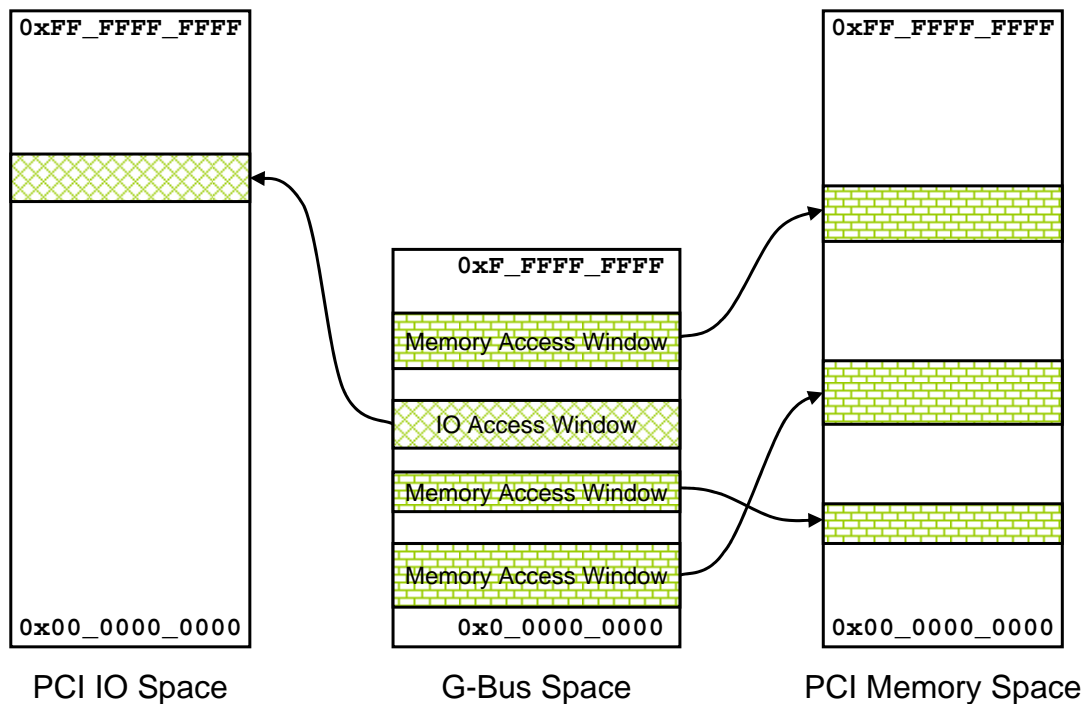 0xFF_FFFF_FFFF
0x00_0000_0000
PCI IO Space
0xF_FFFF_FFFF
Memory Access Window
IO Access Window
Memory Access Window
Memory Access Window
0x0_0000_0000
G-Bus Space
0xFF_FFFF_FFFF
0x00_0000_0000
PCI Memory Space